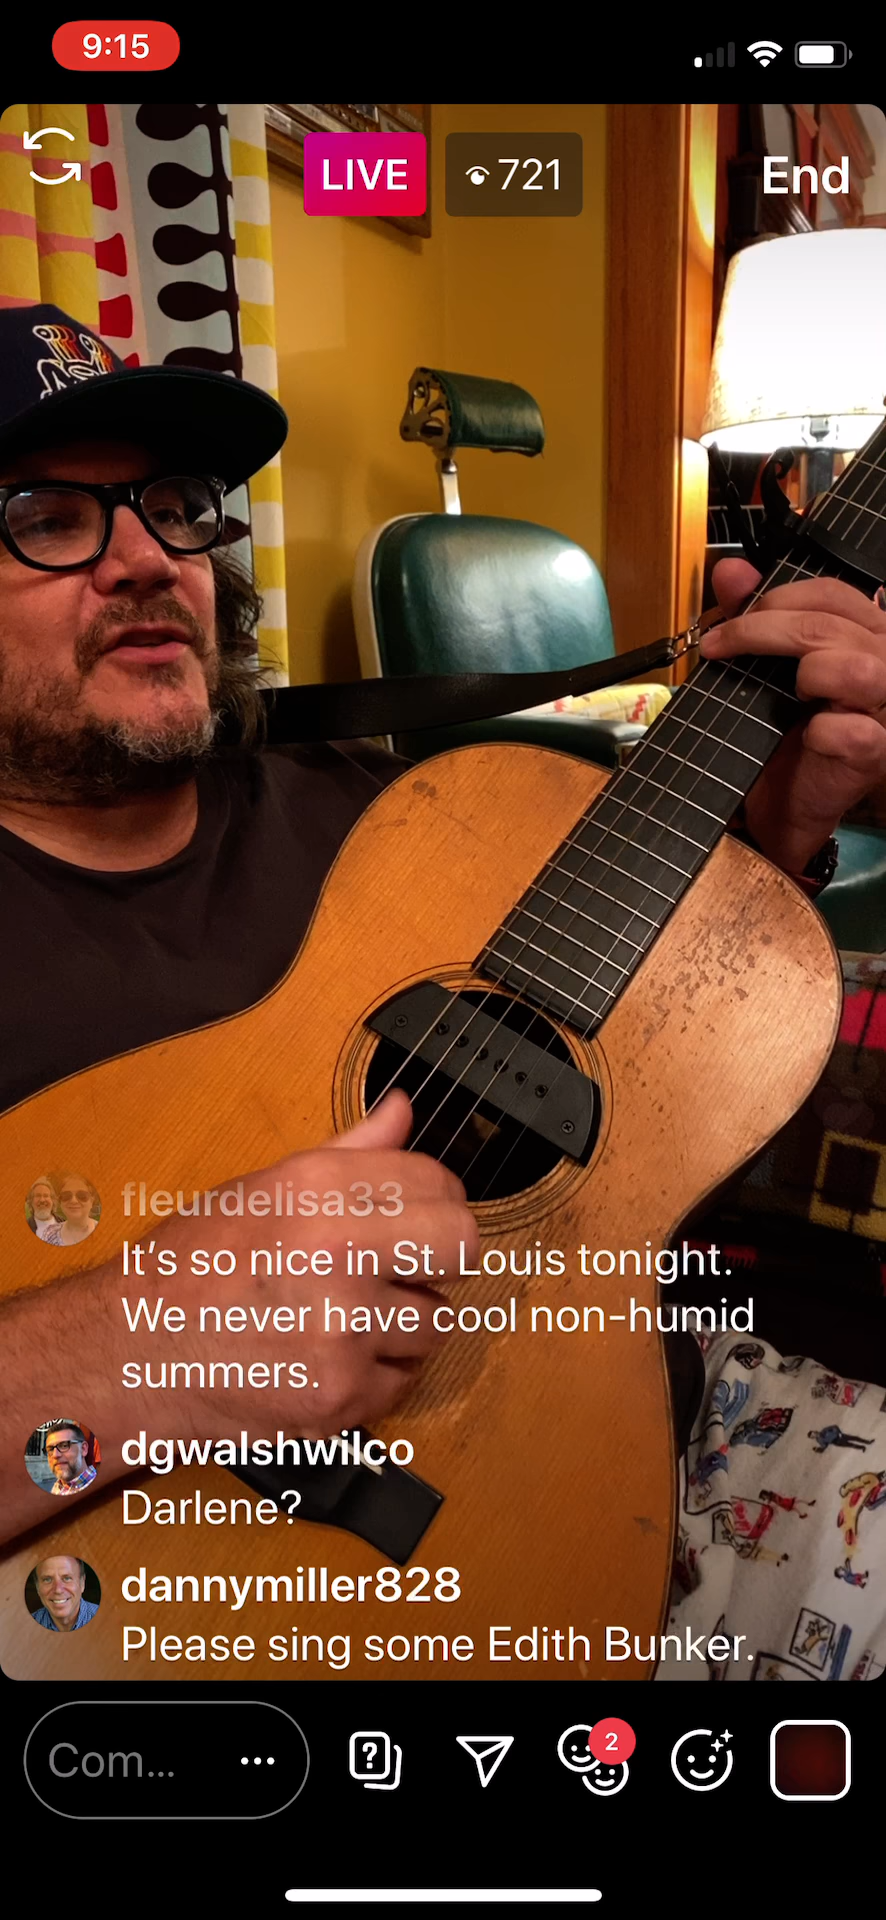 9:15
LIVE
721
End
fleurdelisa33
It’s so nice in St. Louis tonight.
We never have cool non-humid
summers.
dgwalshwilco
Darlene?
dannymiller828
Please sing some Edith Bunker.
Com...
2